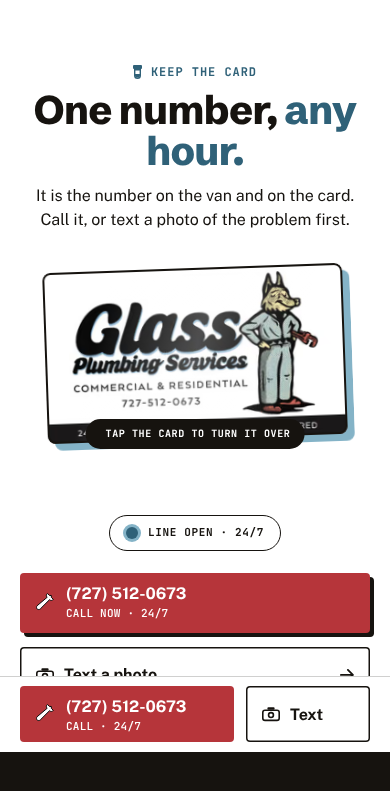 KEEP THE CARD
One number, any
hour.
It is the number on the van and on the card.
Call it, or text a photo of the problem first.
Glass
Plumbing Services
COMMERCIAL & RESIDENTIAL
727-512-0673
TAP THE CARD TO TURN IT OVER
LINE OPEN · 24/7
(727) 512-0673
CALL NOW · 24/7
Text a photo
(727) 512-0673
CALL · 24/7
Text